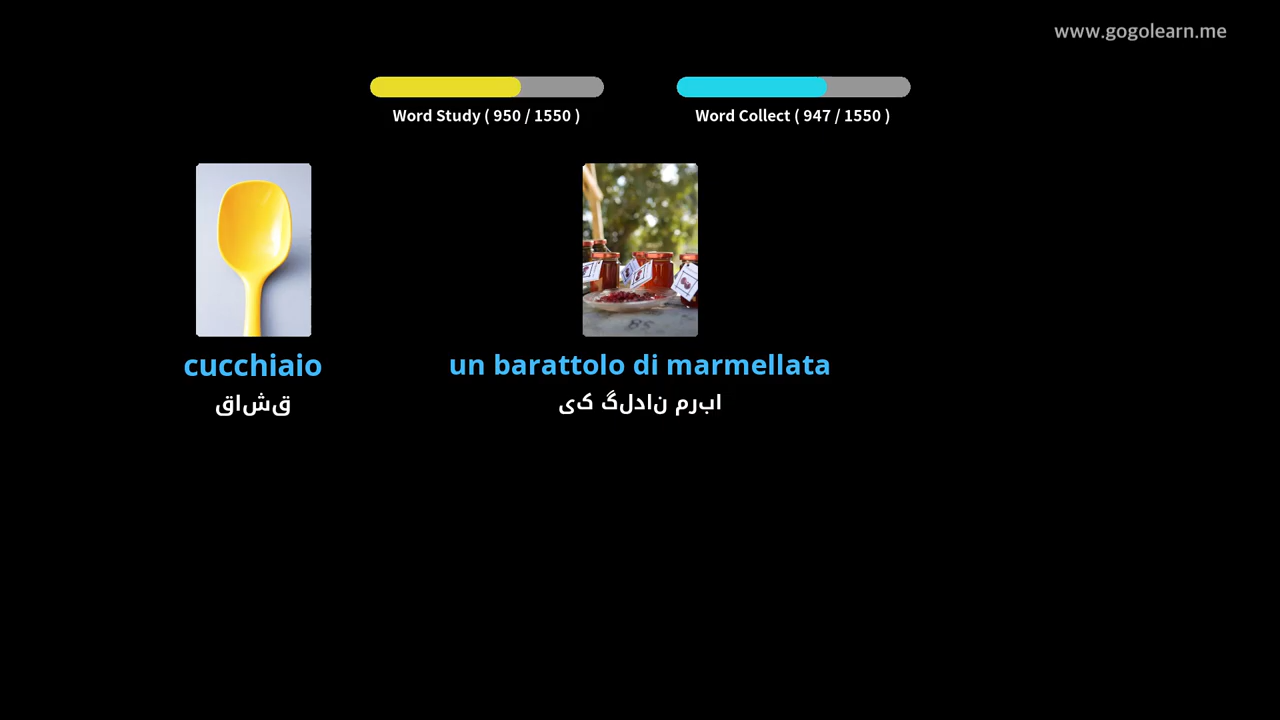 www.gogolearn.me
Word Study ( 950 / 1550 )
Word Collect ( 947 / 1550 )
cucchiaio
قشاق
un barattolo di marmellata
ابرم نادلگ کی